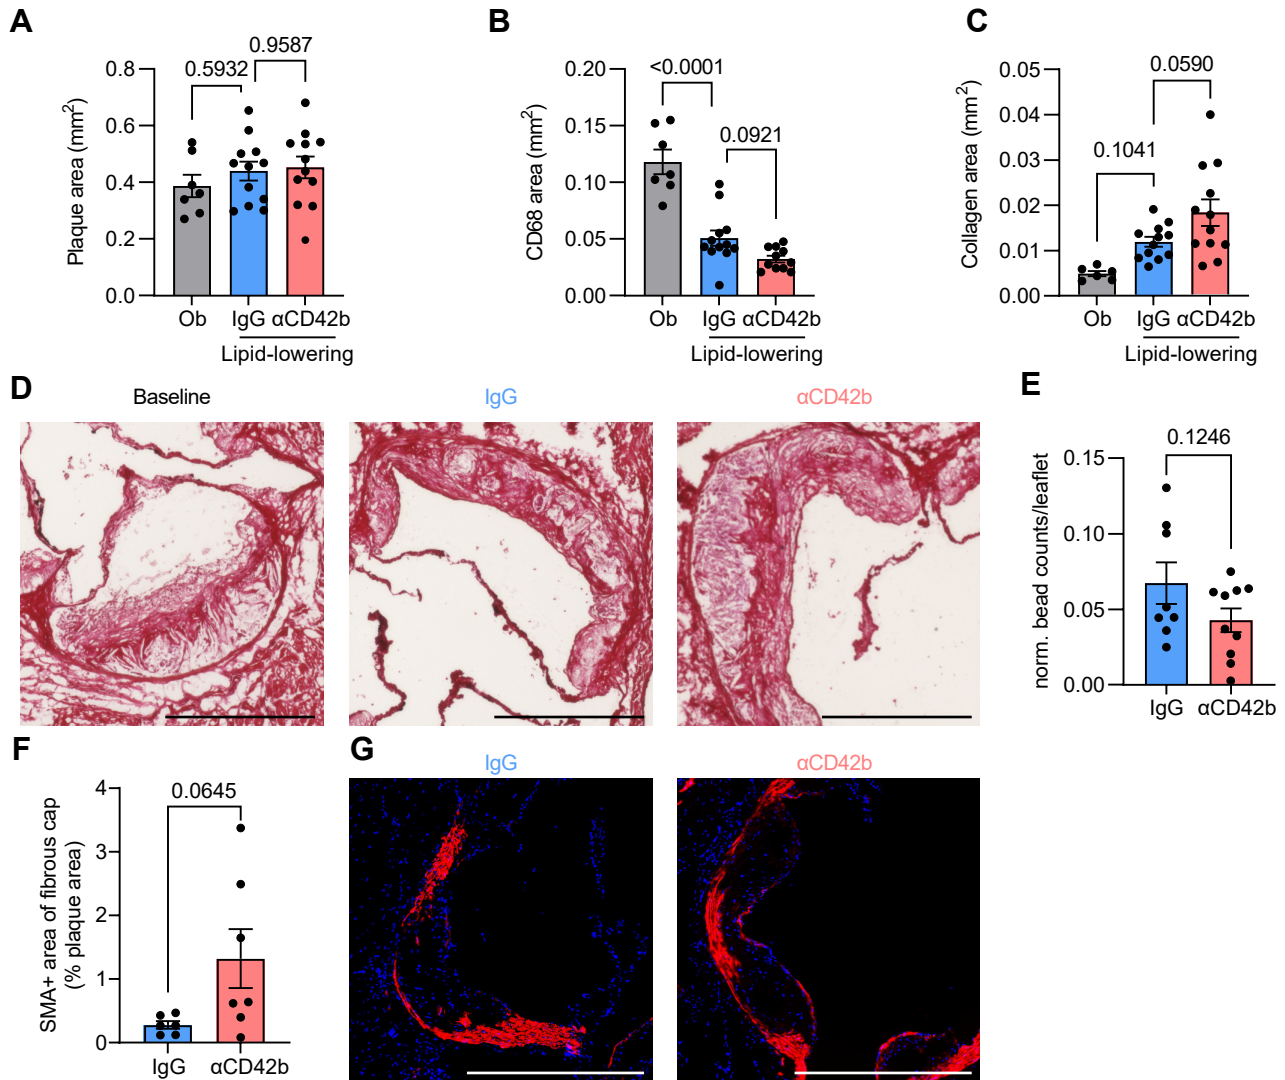 A
Plaque area (mm²)
0.8
0.6
0.4
0.2
0.0
0.5932
0.9587
Ob
IgG
αCD42b
Lipid-lowering
B
CD68 area (mm²)
0.20
0.15
0.10
0.05
0.00
<0.0001
0.0921
Ob
IgG
αCD42b
Lipid-lowering
C
Collagen area (mm²)
0.05
0.04
0.03
0.02
0.01
0.00
0.1041
0.0590
Ob
IgG
αCD42b
Lipid-lowering
D
Baseline
IgG
αCD42b
E
norm. bead counts/leaflet
0.15
0.10
0.05
0.00
0.1246
IgG
αCD42b
F
SMA+ area of fibrous cap
(% plaque area)
4
3
2
1
0
0.0645
IgG
αCD42b
G
IgG
αCD42b